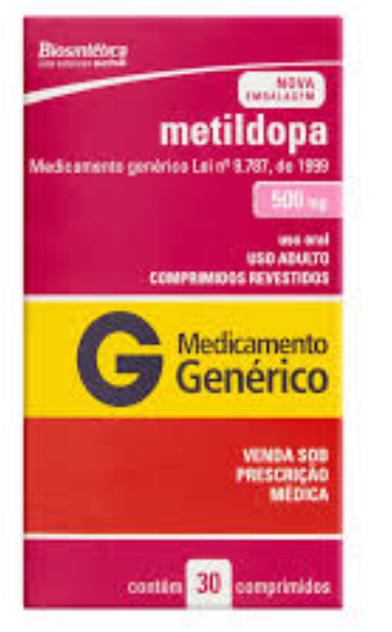 Biosintética
NOVA
EMBALAGEM
metildopa
Medicamento genérico Lei nº 9.787, de 1999
500 mg
uso oral
USO ADULTO
COMPRIMIDOS REVESTIDOS
G Medicamento
Genérico
VENDA SOB
PRESCRIÇÃO
MÉDICA
contém 30 comprimidos